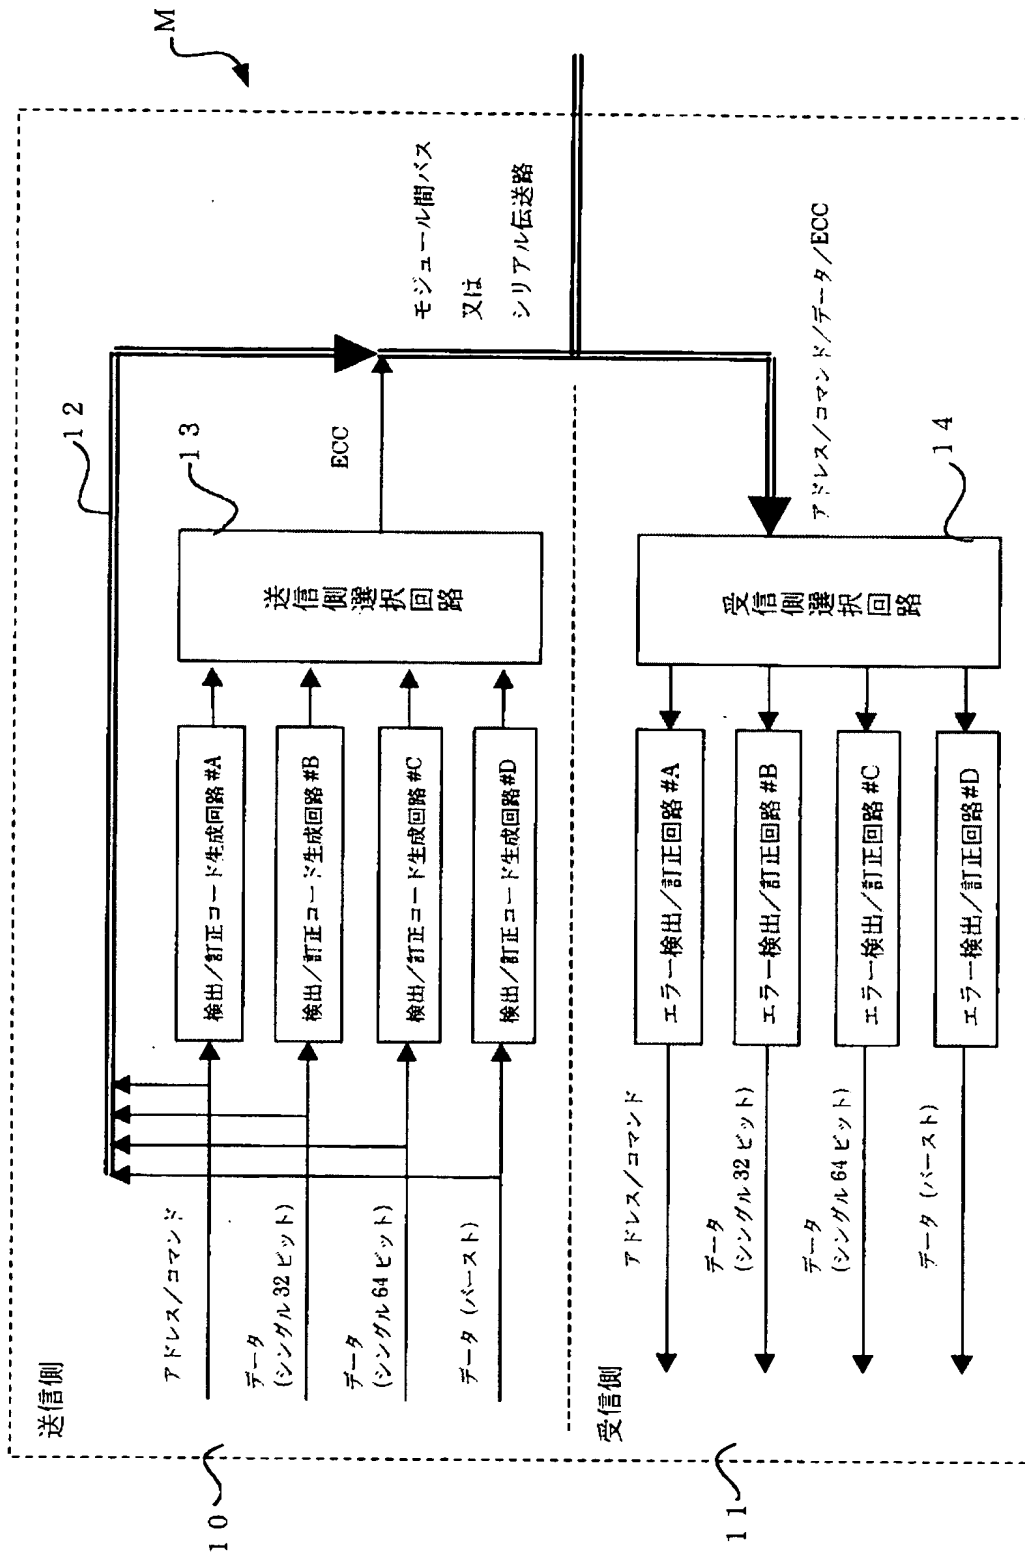 M
12
モジュール間バス
又は
シリアル伝送路
13
ECC
送信側選択回路
検出／訂正コード生成回路 #A
検出／訂正コード生成回路 #B
検出／訂正コード生成回路 #C
検出／訂正コード生成回路 #D
アドレス／コマンド
データ
(シングル 32 ビット)
データ
(シングル 64 ビット)
データ (バースト)
送信側
10
アドレス／コマンド／データ／ECC
14
受信側選択回路
エラー検出／訂正回路 #A
エラー検出／訂正回路 #B
エラー検出／訂正回路 #C
エラー検出／訂正回路 #D
アドレス／コマンド
データ
(シングル 32 ビット)
データ
(シングル 64 ビット)
データ (バースト)
受信側
11